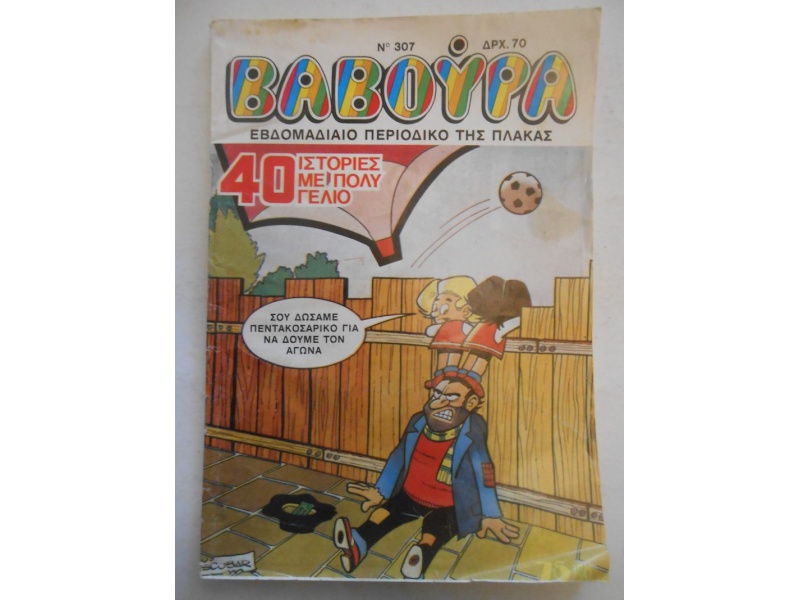 Nº 307
ΔΡΧ. 70
ΒΑΒΟΥΡΑ
ΕΒΔΟΜΑΔΙΑΙΟ ΠΕΡΙΟΔΙΚΟ ΤΗΣ ΠΛΑΚΑΣ
40 ΙΣΤΟΡΙΕΣ
ΜΕ ΠΟΛΥ
ΓΕΛΙΟ
ΣΟΥ ΔΩΣΑΜΕ
ΠΕΝΤΑΚΟΣΑΡΙΚΟ ΓΙΑ
ΝΑ ΔΟΥΜΕ ΤΟΝ
ΑΓΩΝΑ